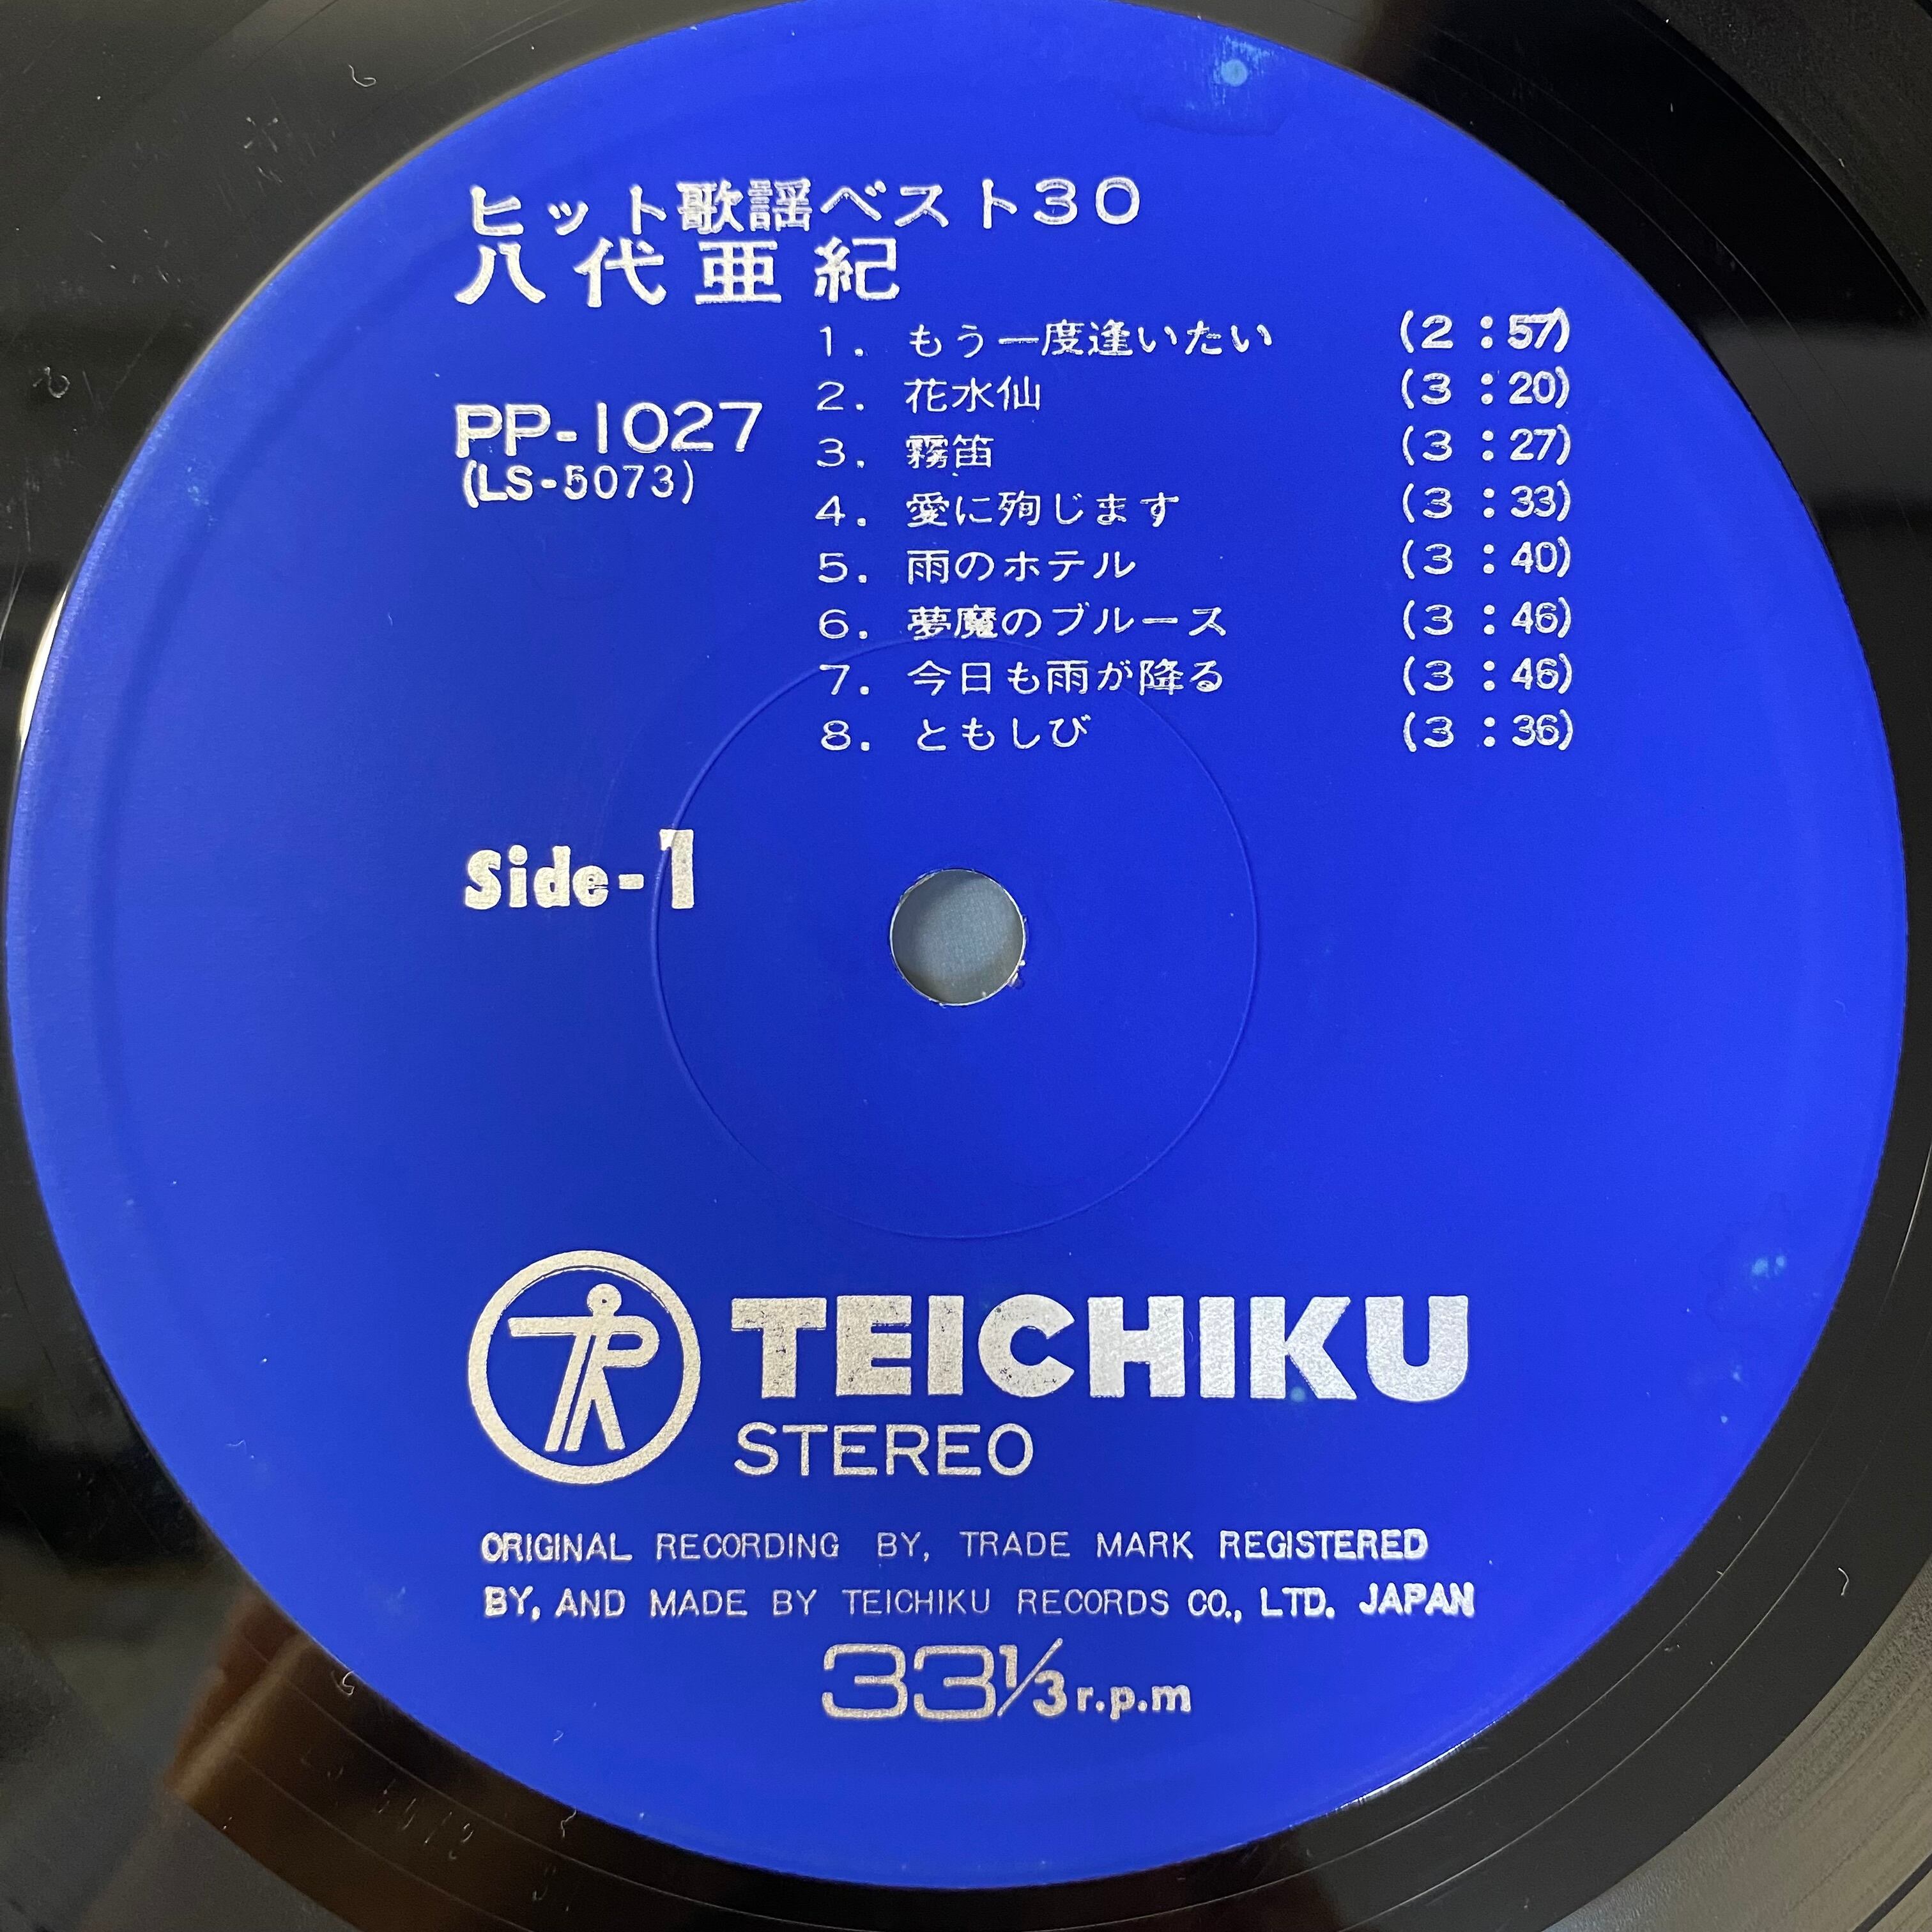 ヒット歌謡ベスト30
八代亜紀
PP-1027
(LS-5073)
1. もう一度逢いたい (2:57)
2. 花水仙 (3:20)
3. 霧笛 (3:27)
4. 愛に殉じます (3:33)
5. 雨のホテル (3:40)
6. 夢魔のブルース (3:46)
7. 今日も雨が降る (3:46)
8. ともしび (3:36)
Side-1
TEICHIKU
STEREO
ORIGINAL RECORDING BY, TRADE MARK REGISTERED
BY, AND MADE BY TEICHIKU RECORDS CO., LTD. JAPAN
33 1/3 r.p.m